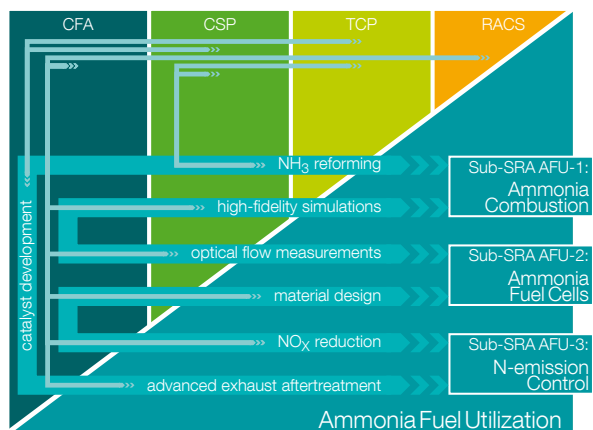 CFA
CSP
TCP
RACS
catalyst development
NH3 reforming
high-fidelity simulations
optical flow measurements
material design
NOX reduction
advanced exhaust aftertreatment
Sub-SRA AFU-1:
Ammonia
Combustion
Sub-SRA AFU-2:
Ammonia
Fuel Cells
Sub-SRA AFU-3:
N-emission
Control
Ammonia Fuel Utilization